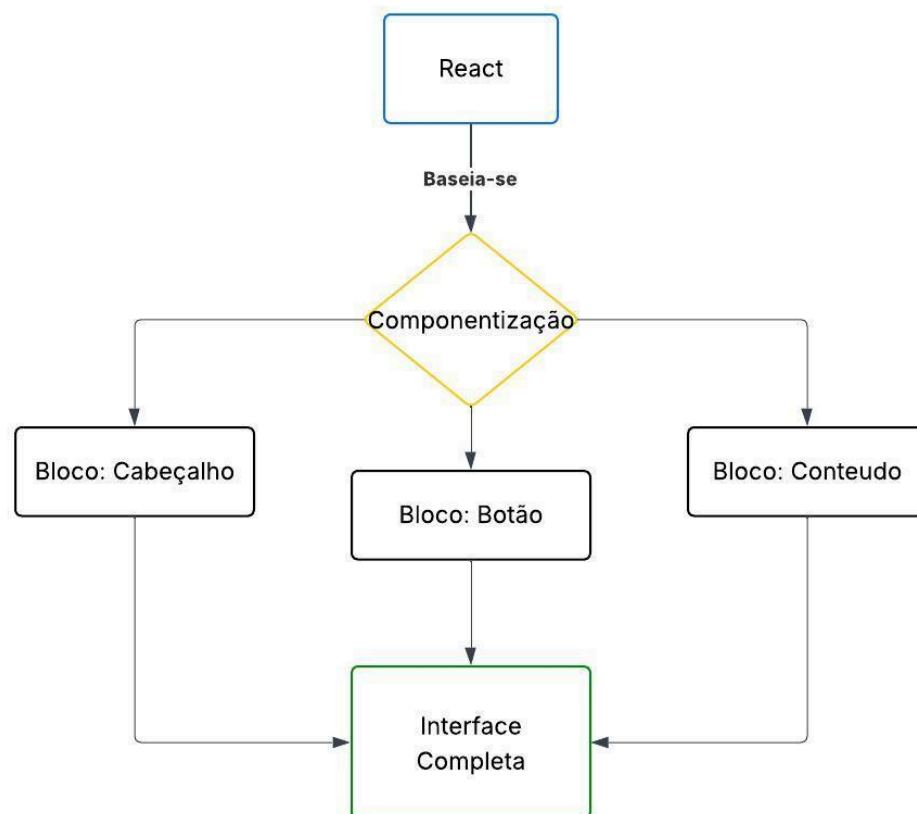 React
Baseia-se
Componentização
Bloco: Cabeçalho
Bloco: Botão
Bloco: Conteudo
Interface
Completa